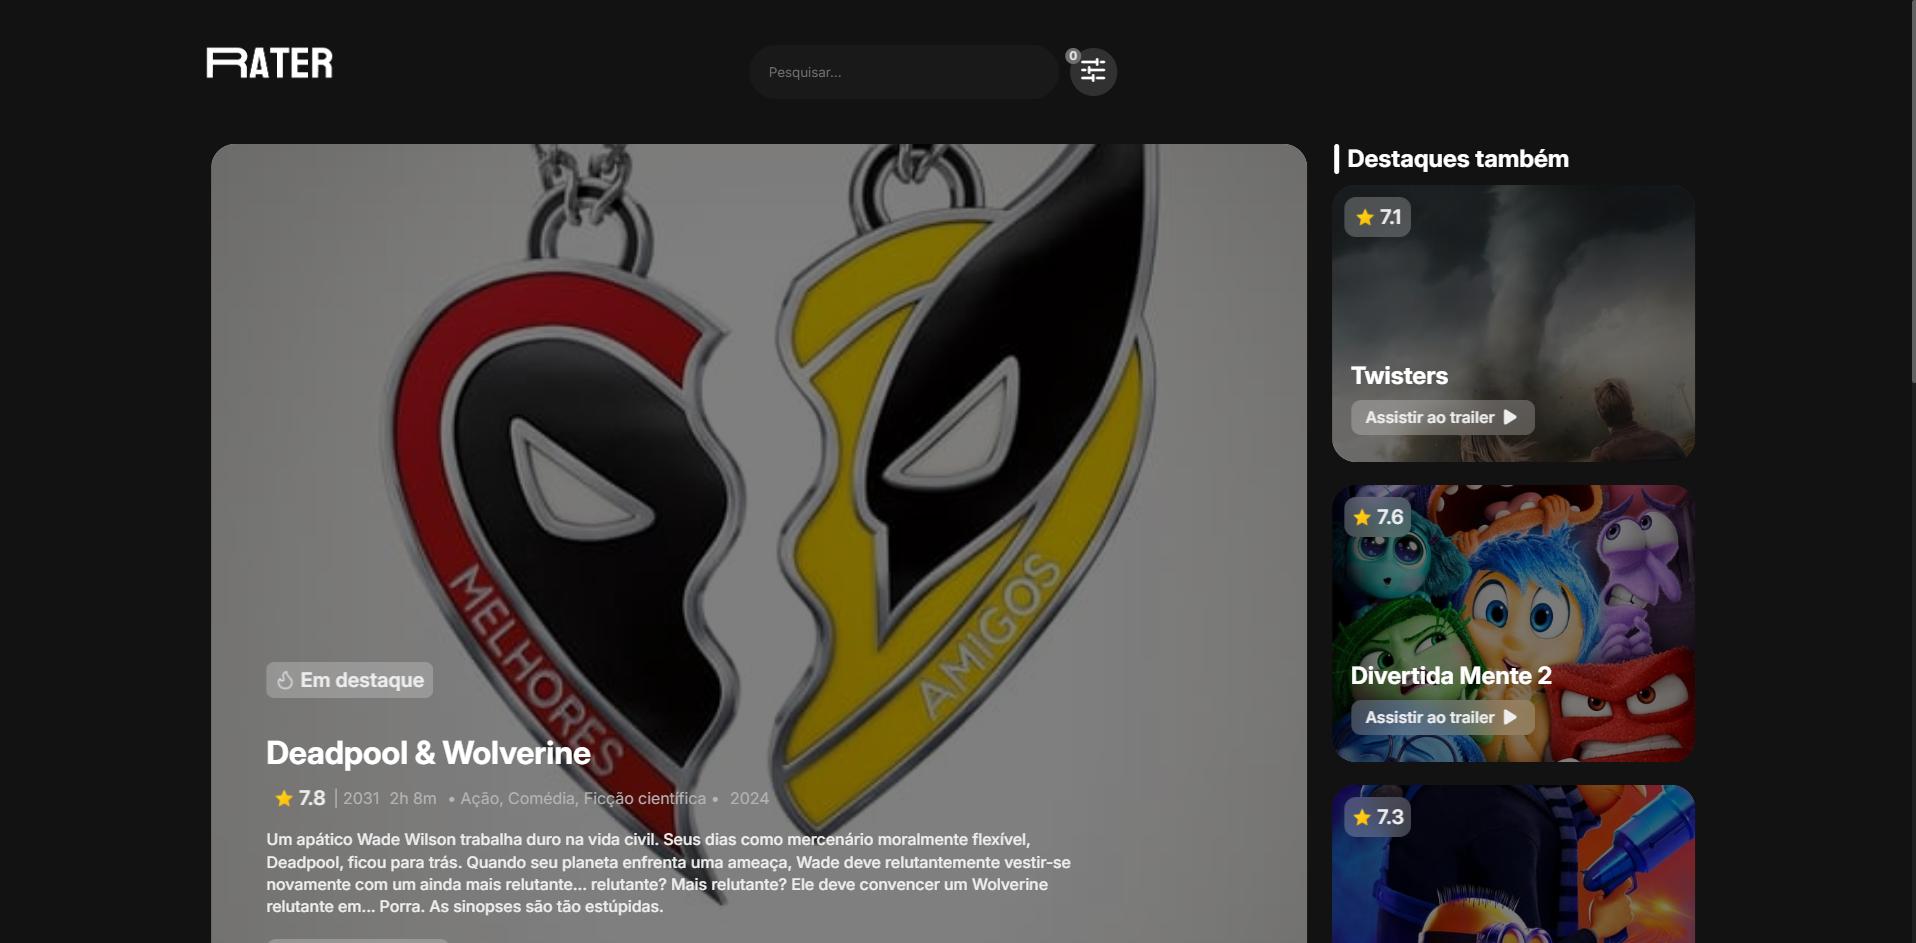 RATER
Pesquisar...
0
MELHORES
AMIGOS
Em destaque
Deadpool & Wolverine
7.8 | 2031 2h 8m • Ação, Comédia, Ficção científica • 2024
Um apático Wade Wilson trabalha duro na vida civil. Seus dias como mercenário moralmente flexível,
Deadpool, ficou para trás. Quando seu planeta enfrenta uma ameaça, Wade deve relutantemente vestir-se
novamente com um ainda mais relutante... relutante? Mais relutante? Ele deve convencer um Wolverine
relutante em... Porra. As sinopses são tão estúpidas.
Destaques também
7.1
Twisters
Assistir ao trailer
7.6
Divertida Mente 2
Assistir ao trailer
7.3